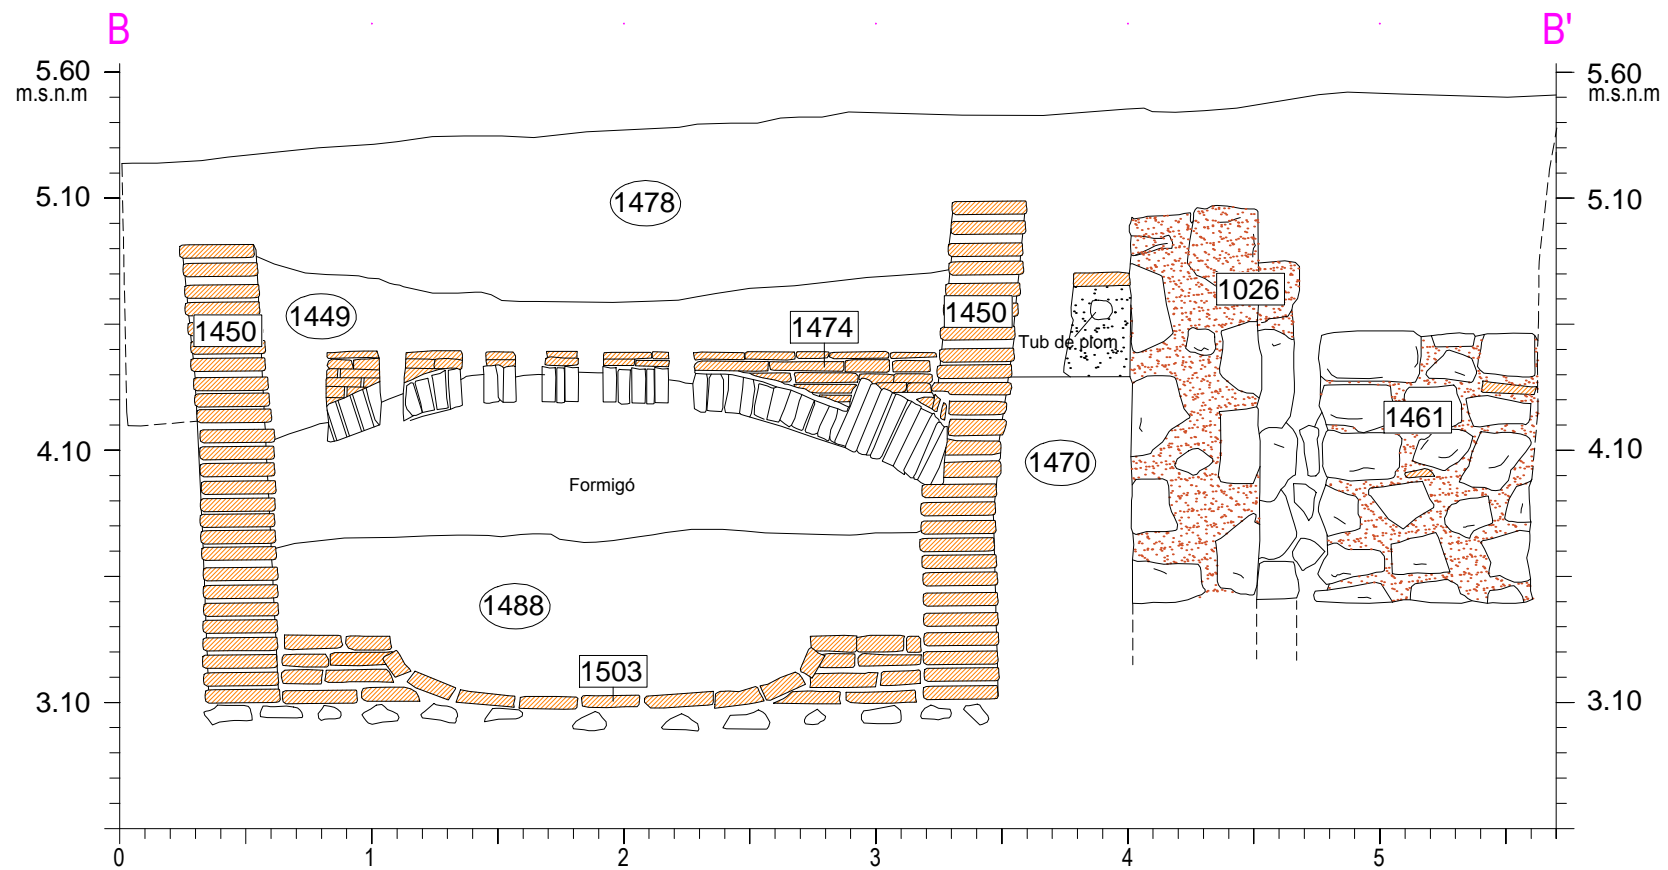 B B'
5.60 5.60
m.s.n.m m.s.n.m
5.10 1478 5.10
1449 1450 1474 1450 1026
Tub de plom
1461
4.10 1470 4.10
Formigó
1488
1503
3.10 3.10
0 1 2 3 4 5